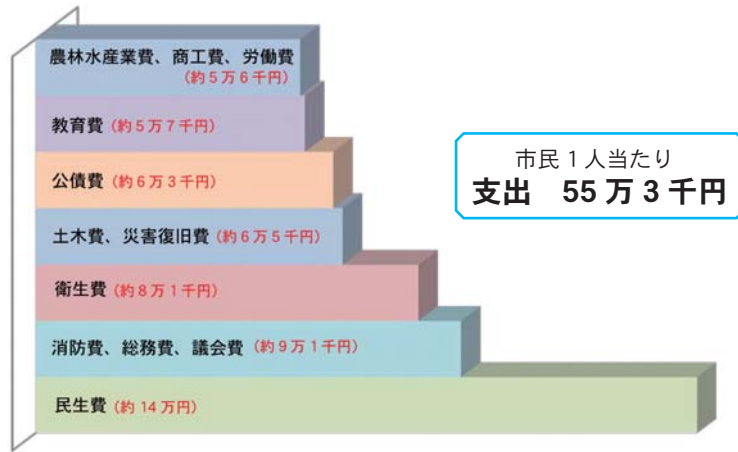 農林水産業費、商工費、労働費
(約5万6千円)
教育費 (約5万7千円)
公債費 (約6万3千円)
土木費、災害復旧費 (約6万5千円)
衛生費 (約8万1千円)
消防費、総務費、議会費 (約9万1千円)
民生費 (約14万円)
市民1人当たり
支出 55万3千円